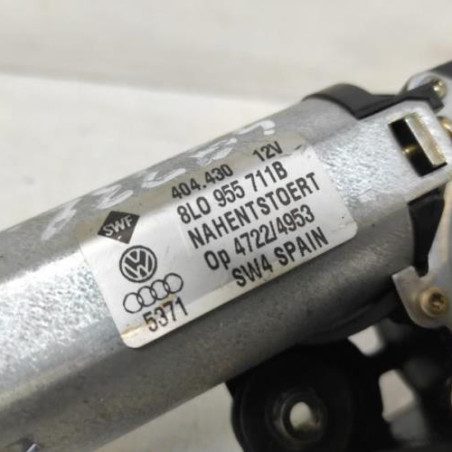 404.430 12V
SWF 8L0 955 711B
NAHENTSTOERT
Op 4722/4953
5371 SW4 SPAIN